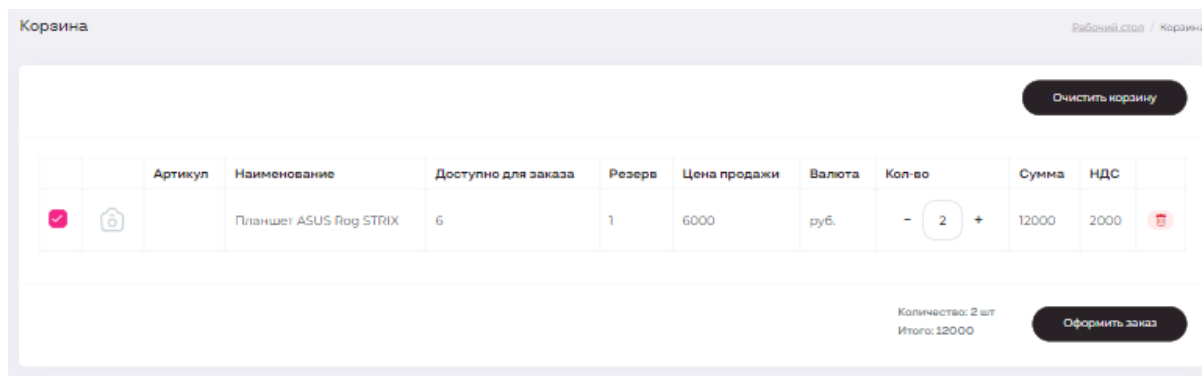 Корзина
Рабочий стол / Корзина
Очистить корзину
Артикул Наименование Доступно для заказа Резерв Цена продажи Валюта Кол-во Сумма НДС
Планшет ASUS Rog STRIX 6 1 6000 руб. - 2 + 12000 2000
Количество: 2 шт
Итого: 12000
Оформить заказ